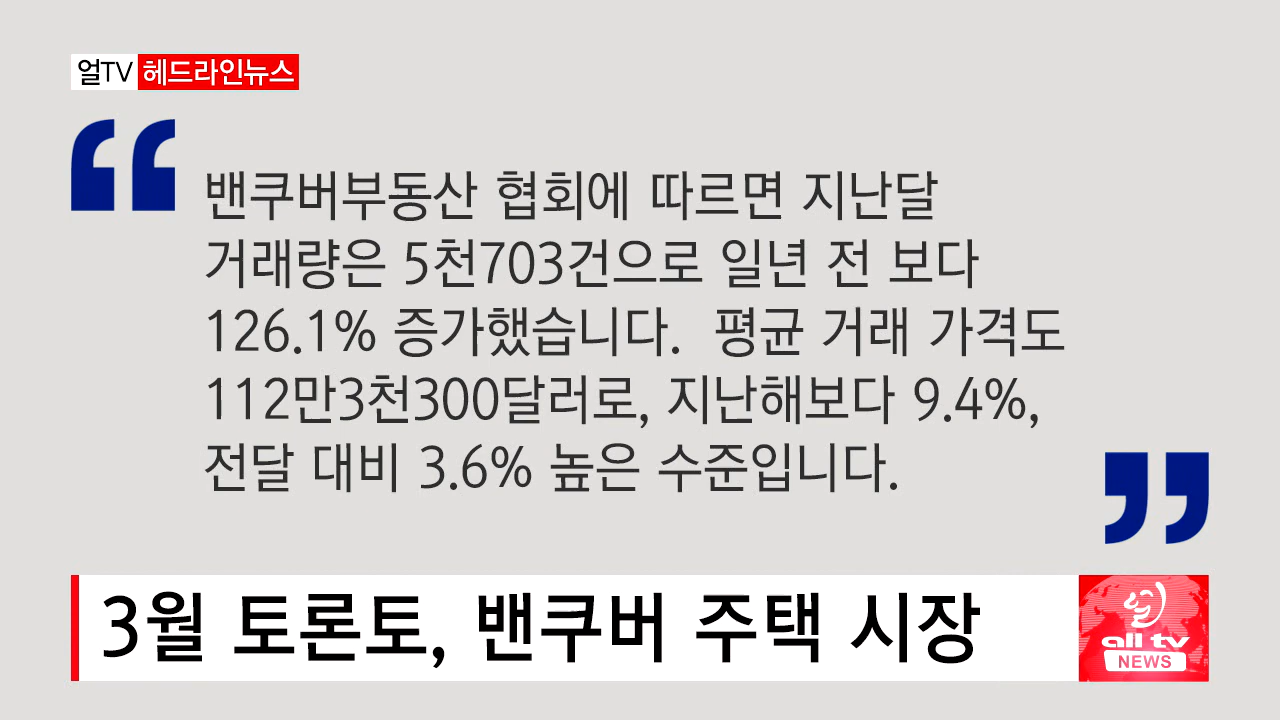 얼TV 헤드라인뉴스
밴쿠버부동산 협회에 따르면 지난달
거래량은 5천703건으로 일년 전 보다
126.1% 증가했습니다. 평균 거래 가격도
112만3천300달러로, 지난해보다 9.4%,
전달 대비 3.6% 높은 수준입니다.
3월 토론토, 밴쿠버 주택 시장
얼
all tv
NEWS